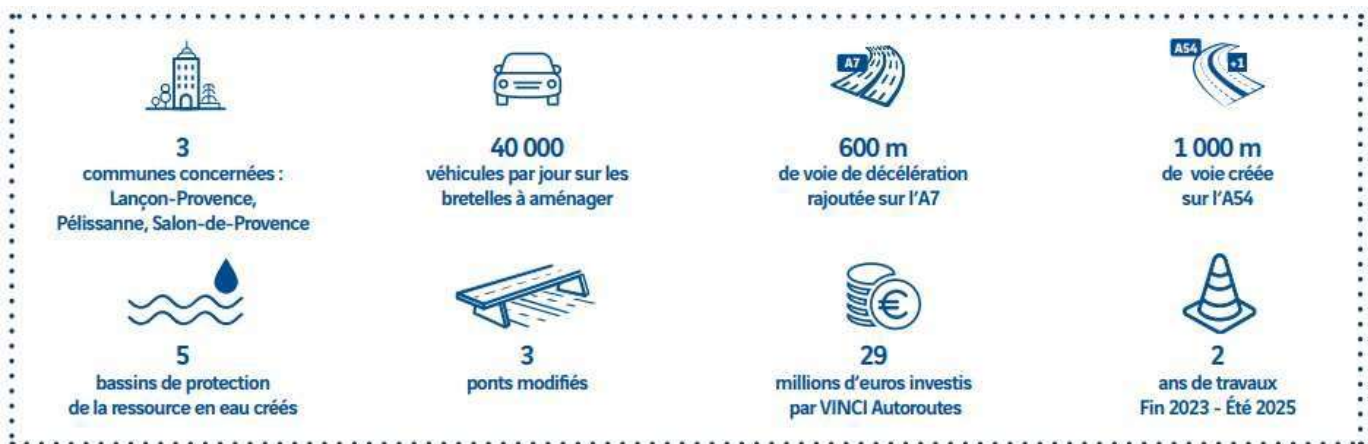 A7
A54
+1
3
communes concernées :
Lançon-Provence,
Pélissanne, Salon-de-Provence
40 000
véhicules par jour sur les
bretelles à aménager
600 m
de voie de décélération
rajoutée sur l'A7
1 000 m
de voie créée
sur l'A54
5
bassins de protection
de la ressource en eau créés
3
ponts modifiés
€
29
millions d'euros investis
par VINCI Autoroutes
2
ans de travaux
Fin 2023 - Été 2025